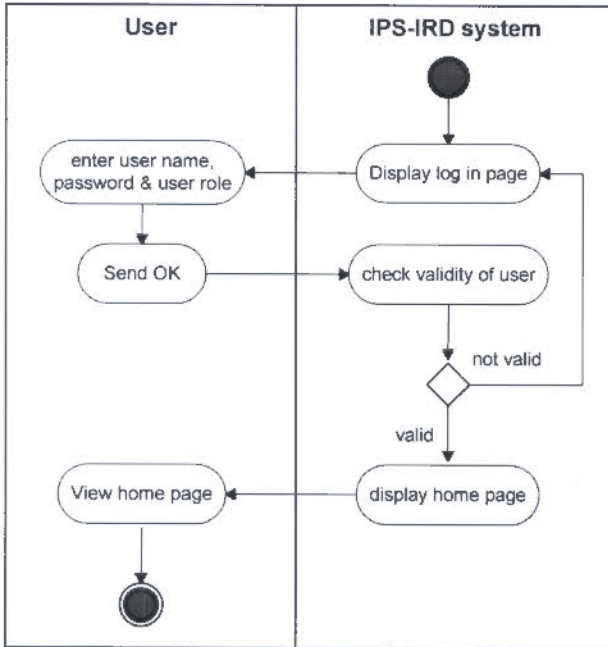 User
IPS-IRD system
Display log in page
enter user name,
password & user role
Send OK
check validity of user
not valid
valid
display home page
View home page